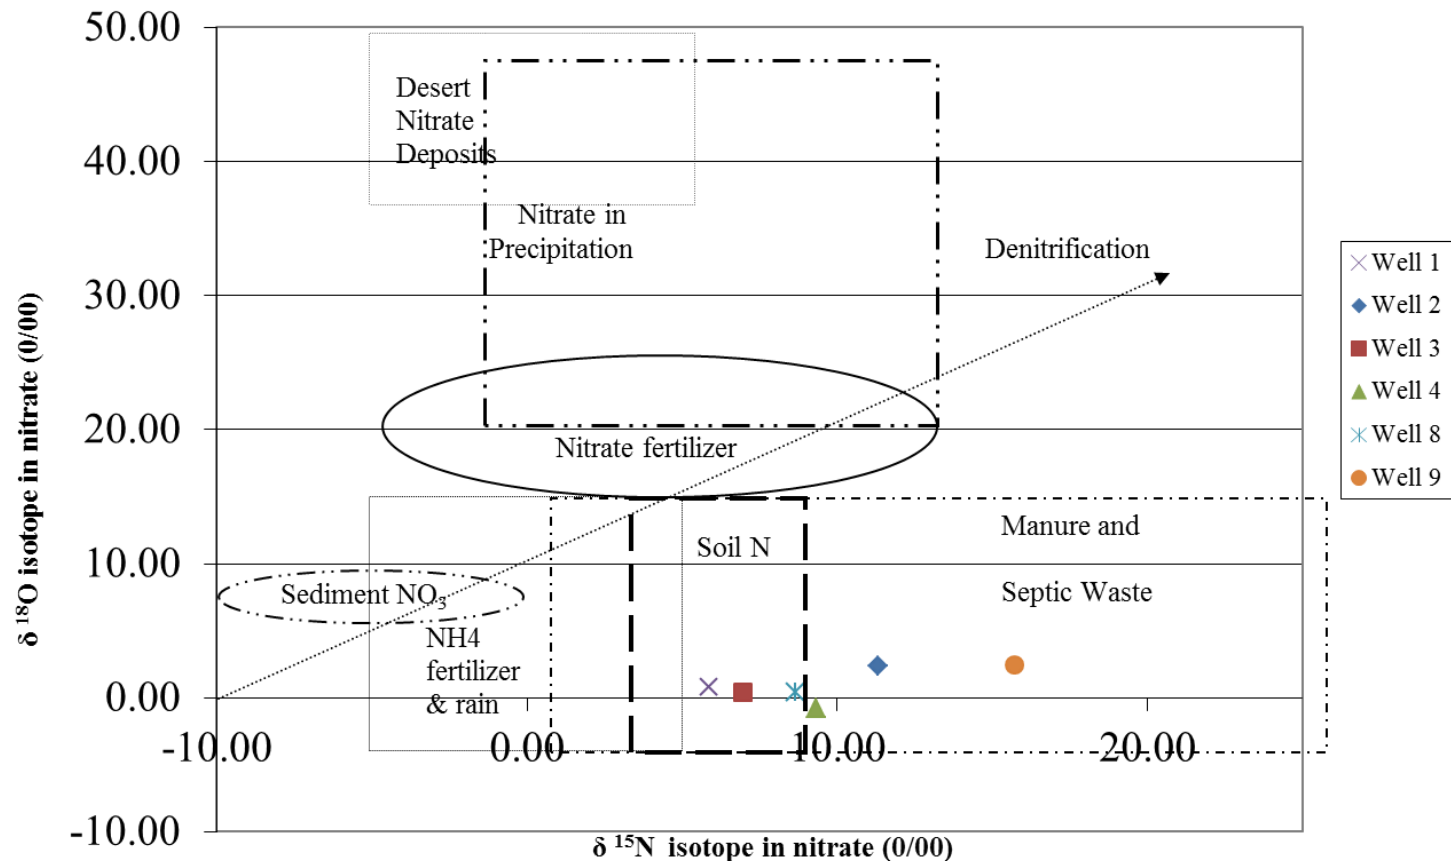 50.00
40.00
30.00
20.00
10.00
0.00
-10.00
-10.00
0.00
10.00
20.00
δ ¹⁸O isotope in nitrate (0/00)
δ ¹⁵N isotope in nitrate (0/00)
Desert
Nitrate
Deposits
Nitrate in
Precipitation
Denitrification
Nitrate fertilizer
Soil N
Manure and
Septic Waste
Sediment NO₃
NH4
fertilizer
& rain
Well 1
Well 2
Well 3
Well 4
Well 8
Well 9